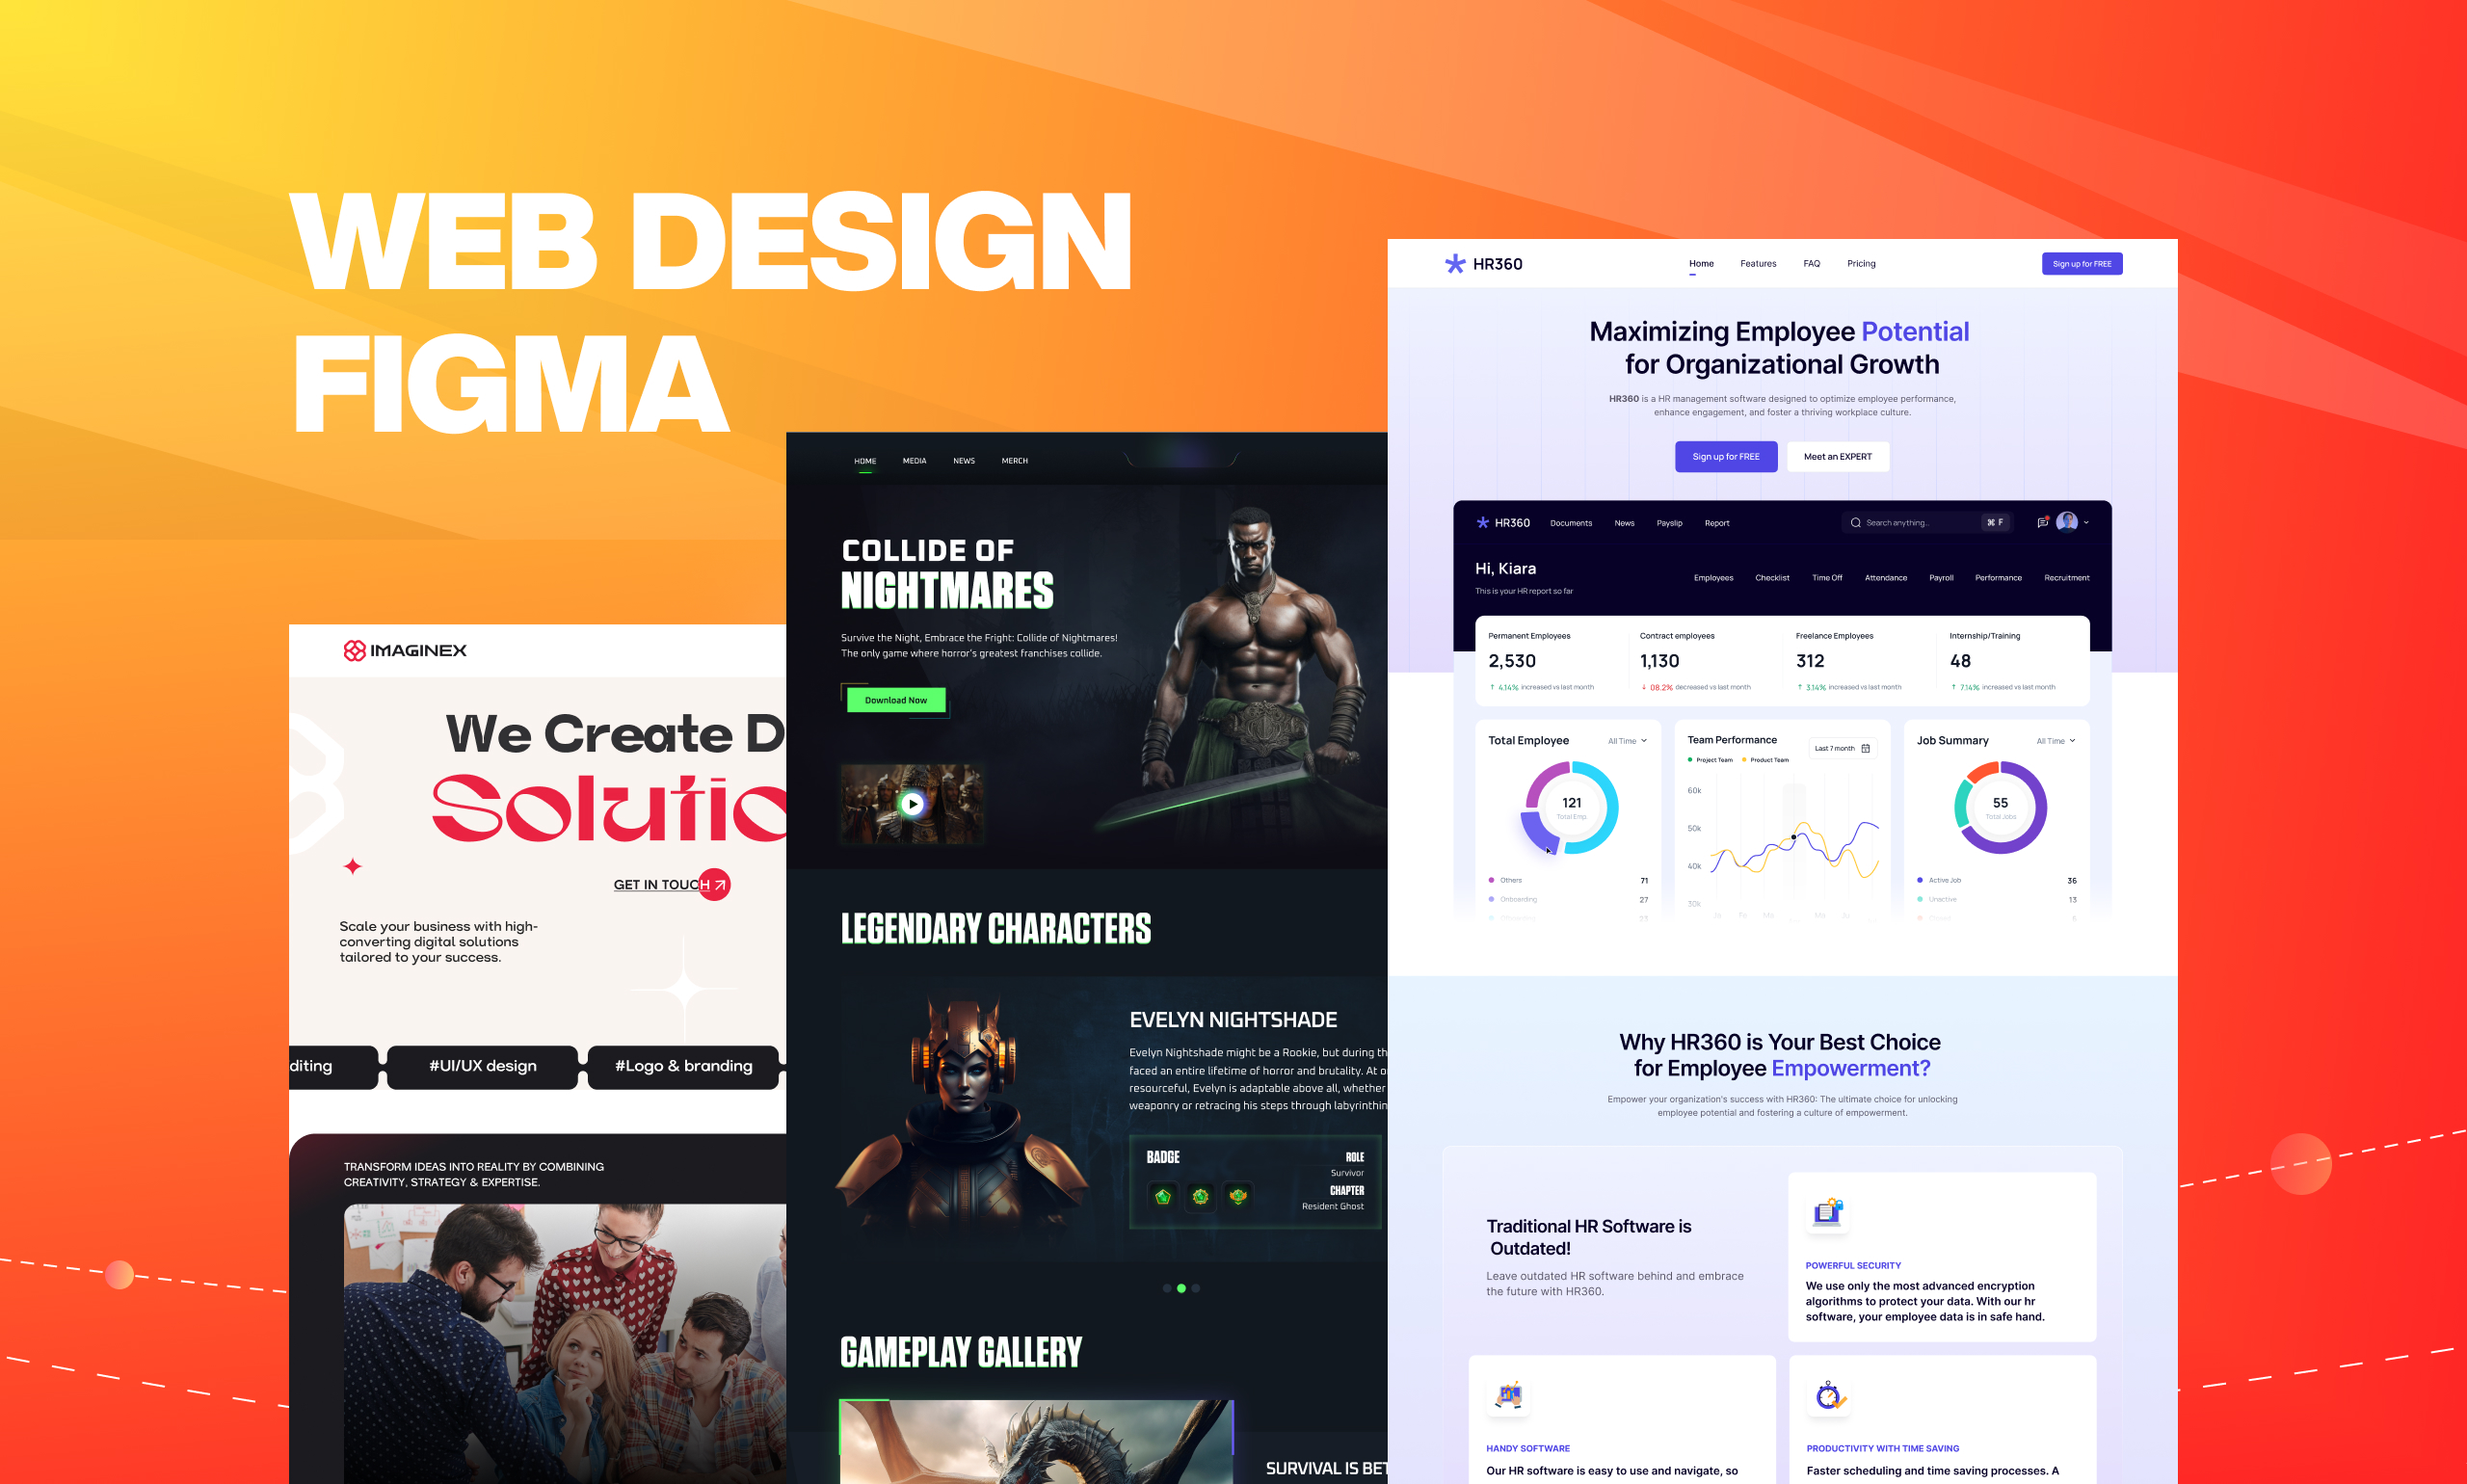 WEB DESIGN
FIGMA
IMAGINEX
We Create D
Solutio
GET IN TOUCH
Scale your business with high-
converting digital solutions
tailored to your success.
diting
#UI/UX design
#Logo & branding
TRANSFORM IDEAS INTO REALITY BY COMBINING
CREATIVITY, STRATEGY & EXPERTISE.
HOME MEDIA NEWS MERCH
COLLIDE OF
NIGHTMARES
Survive the Night, Embrace the Fright: Collide of Nightmares!
The only game where horror's greatest franchises collide.
Download Now
LEGENDARY CHARACTERS
EVELYN NIGHTSHADE
Evelyn Nightshade might be a Rookie, but during th
faced an entire lifetime of horror and brutality. At o
resourceful, Evelyn is adaptable above all, whether
weaponry or retracing his steps through labyrinthin
BADGE
ROLE
Survivor
CHAPTER
Resident Ghost
GAMEPLAY GALLERY
SURVIVAL IS BET
HR360
Home Features FAQ Pricing
Sign up for FREE
Maximizing Employee Potential
for Organizational Growth
HR360 is a HR management software designed to optimize employee performance,
enhance engagement, and foster a thriving workplace culture.
Sign up for FREE
Meet an EXPERT
HR360 Documents News Payslip Report
Search anything...
⌘ F
Hi, Kiara
This is your HR report so far
Employees Checklist Time Off Attendance Payroll Performance Recruitment
Permanent Employees
2,530
↑ 4.14% increased vs last month
Contract employees
1,130
↓ 08.2% decreased vs last month
Freelance Employees
312
↑ 3.14% increased vs last month
Internship/Training
48
↑ 7.14% increased vs last month
Total Employee
All Time
121
Total Emp.
Others 71
Onboarding 27
Offboarding 23
Team Performance
Last 7 month
Project Team Product Team
60k
50k
40k
30k
Ja Fe Ma Ma Ju
Job Summary
All Time
55
Total Jobs
Active Job 36
Unactive 13
Closed 6
Why HR360 is Your Best Choice
for Employee Empowerment?
Empower your organization's success with HR360: The ultimate choice for unlocking
employee potential and fostering a culture of empowerment.
Traditional HR Software is
Outdated!
Leave outdated HR software behind and embrace
the future with HR360.
POWERFUL SECURITY
We use only the most advanced encryption
algorithms to protect your data. With our hr
software, your employee data is in safe hand.
HANDY SOFTWARE
Our HR software is easy to use and navigate, so
PRODUCTIVITY WITH TIME SAVING
Faster scheduling and time saving processes. A